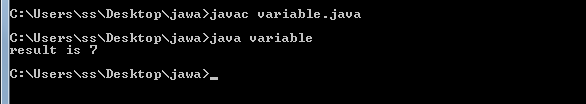 C:\Users\ss\Desktop\jawa>javac variable.java
C:\Users\ss\Desktop\jawa>java variable
result is 7
C:\Users\ss\Desktop\jawa>_